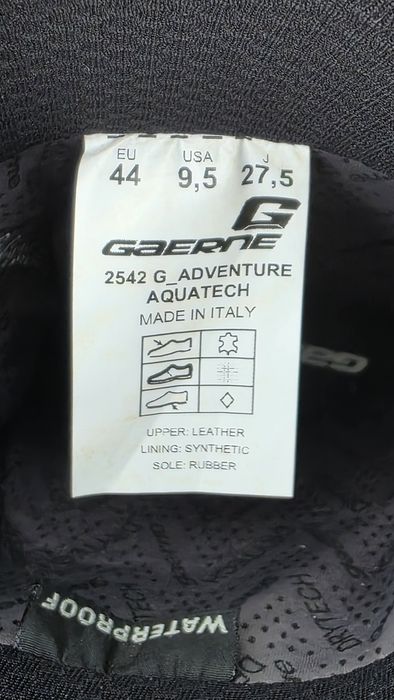 EU USA J
44 9,5 27,5
G
GAERNE
2542 G_ADVENTURE
AQUATECH
MADE IN ITALY
UPPER: LEATHER
LINING: SYNTHETIC
SOLE: RUBBER
WATERPROOF
DRYTECH